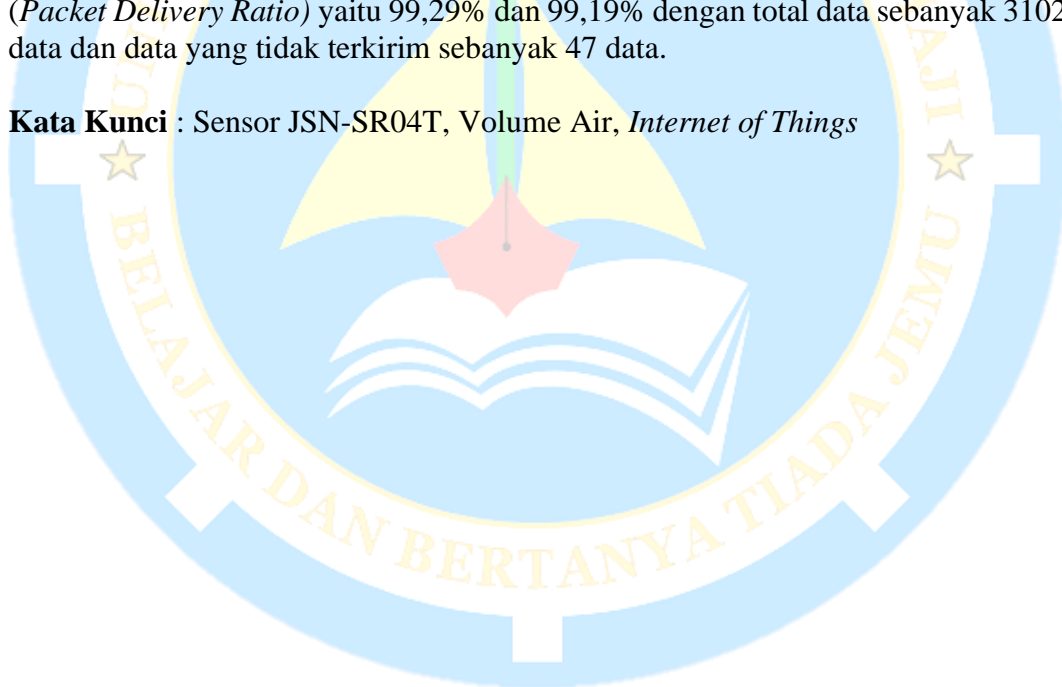 (Packet Delivery Ratio) yaitu 99,29% dan 99,19% dengan total data sebanyak 3102
data dan data yang tidak terkirim sebanyak 47 data.
Kata Kunci : Sensor JSN-SR04T, Volume Air, Internet of Things
AJI
BELAJAR DAN BERTANYA TIADA JEMU